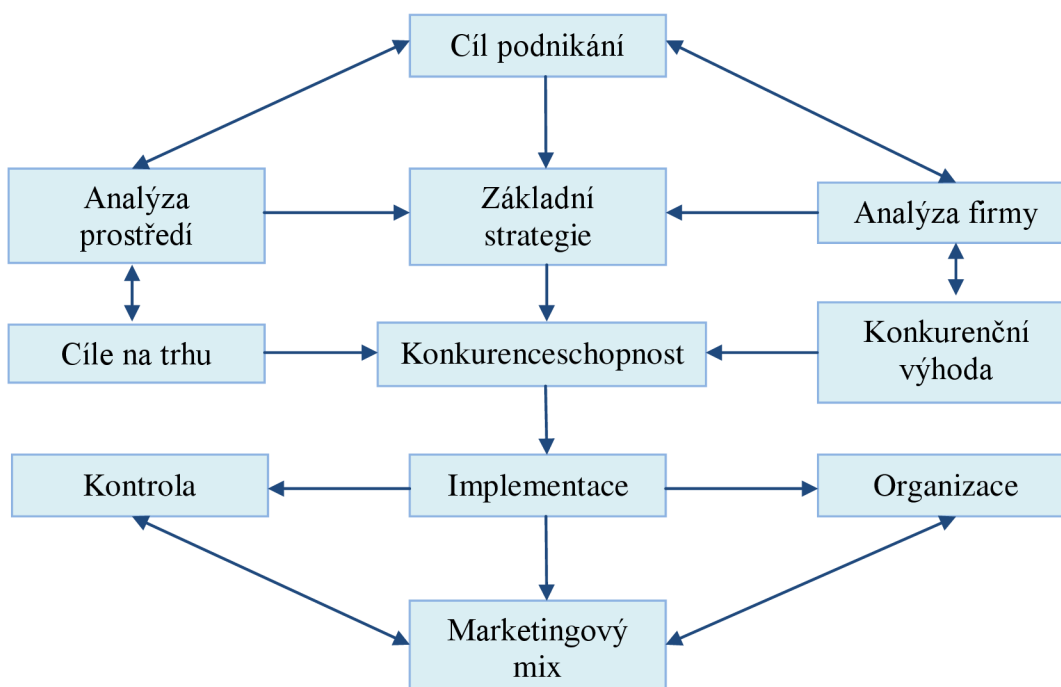 Cíl podnikání
Analýza
prostředí
Základní
strategie
Analýza firmy
Cíle na trhu
Konkurenceschopnost
Konkurenční
výhoda
Kontrola
Implementace
Organizace
Marketingový
mix